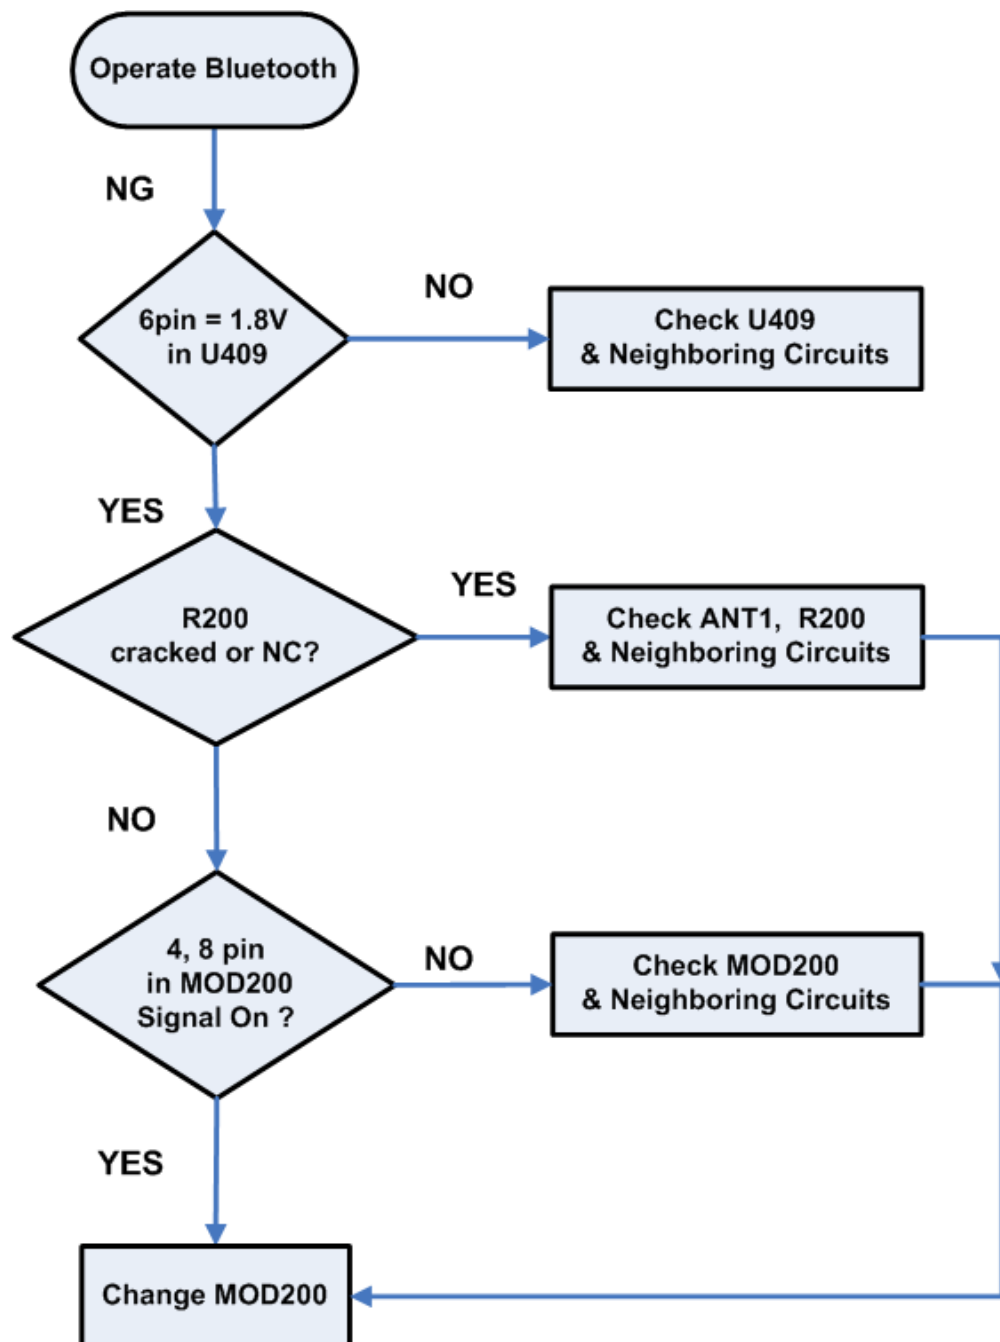 Operate Bluetooth
NG
6pin = 1.8V
in U409
NO
Check U409
& Neighboring Circuits
YES
R200
cracked or NC?
YES
Check ANT1,  R200
& Neighboring Circuits
NO
4, 8 pin
in MOD200
Signal On ?
NO
Check MOD200
& Neighboring Circuits
YES
Change MOD200